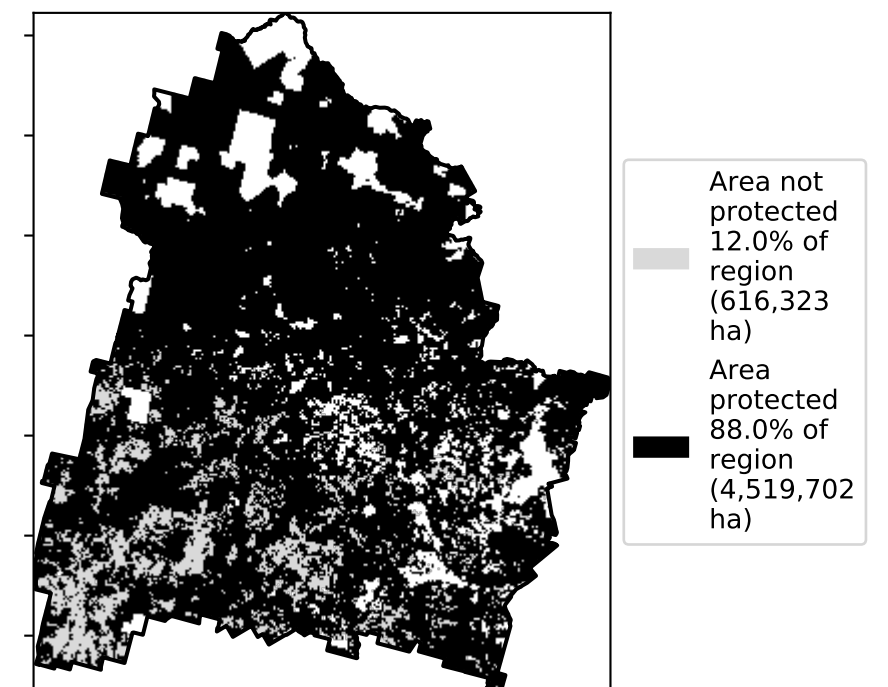 Area not
protected
12.0% of
region
(616,323
ha)
Area
protected
88.0% of
region
(4,519,702
ha)